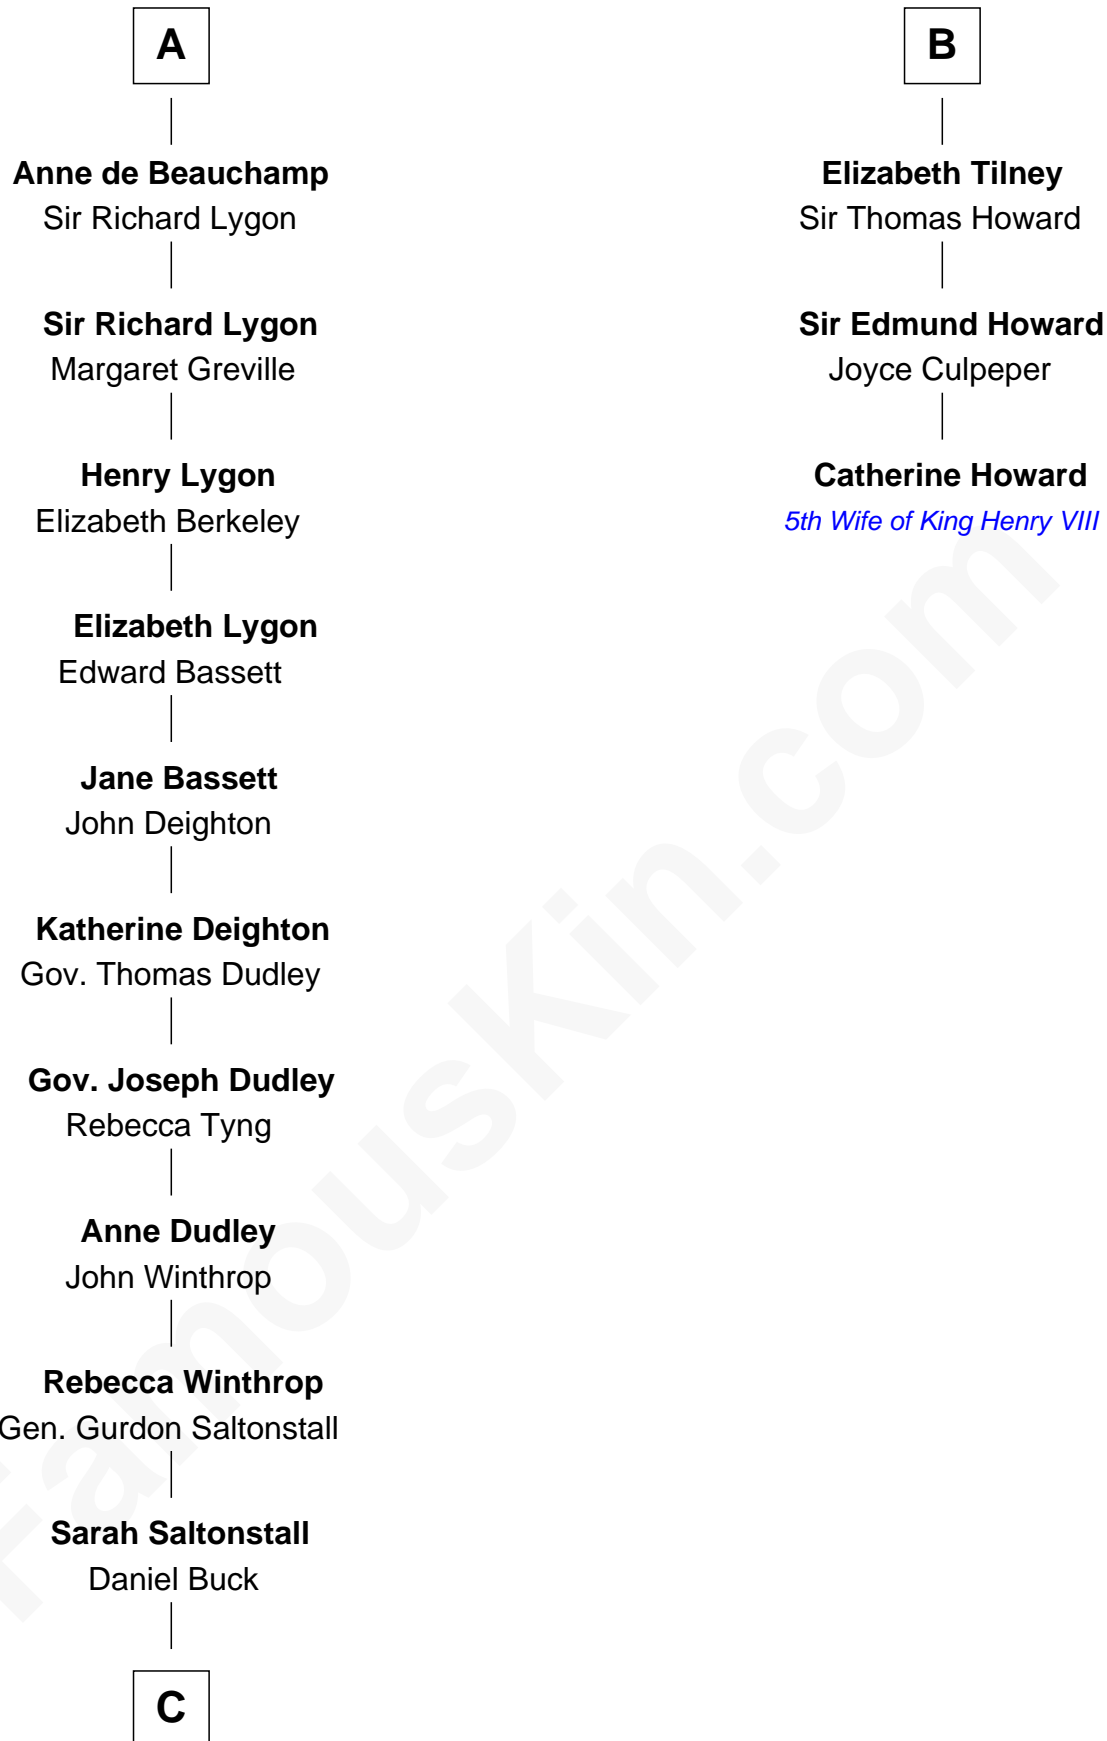 A
Anne de Beauchamp
Sir Richard Lygon
Sir Richard Lygon
Margaret Greville
Henry Lygon
Elizabeth Berkeley
Elizabeth Lygon
Edward Bassett
Jane Bassett
John Deighton
Katherine Deighton
Gov. Thomas Dudley
Gov. Joseph Dudley
Rebecca Tyng
Anne Dudley
John Winthrop
Rebecca Winthrop
Gen. Gurdon Saltonstall
Sarah Saltonstall
Daniel Buck
C
B
Elizabeth Tilney
Sir Thomas Howard
Sir Edmund Howard
Joyce Culpeper
Catherine Howard
5th Wife of King Henry VIII
FamousKin.com